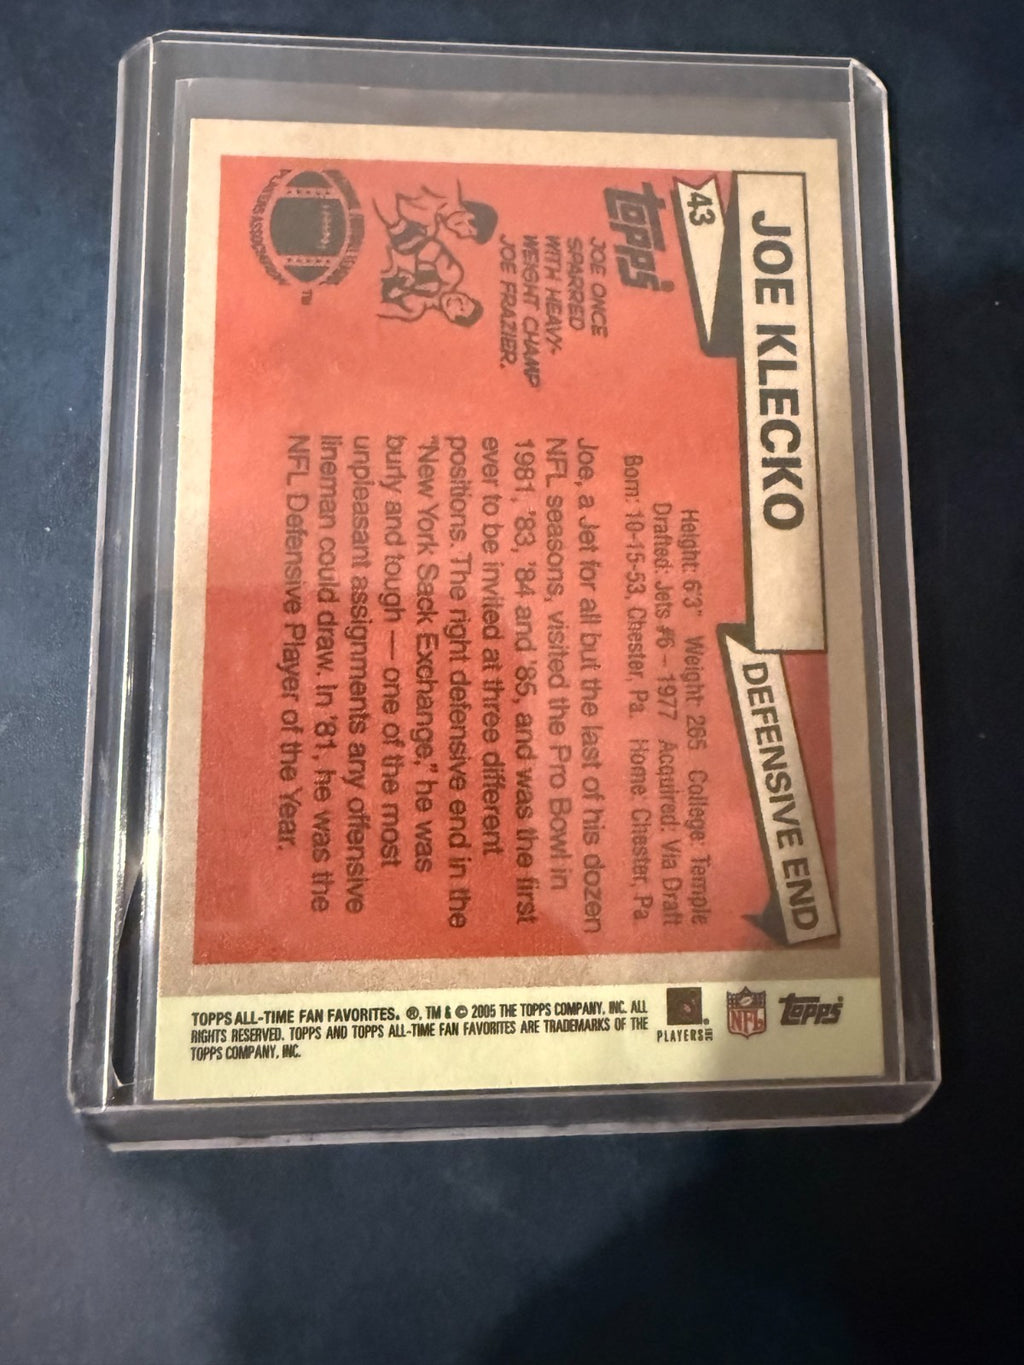 JOE KLECKO
DEFENSIVE END
43
topps
JOE ONCE
SPARRED
WITH HEAVY-
WEIGHT CHAMP
JOE FRAZIER.
Height: 6'3" Weight: 265 College: Temple
Drafted: Jets #6 – 1977 Acquired: Via Draft
Born: 10-15-53, Chester, Pa. Home: Chester, Pa.
Joe, a Jet for all but the last of his dozen
NFL seasons, visited the Pro Bowl in
1981, '83, '84 and '85, and was the first
ever to be invited at three different
positions. The right defensive end in the
"New York Sack Exchange," he was
burly and tough — one of the most
unpleasant assignments any offensive
lineman could draw. In '81, he was the
NFL Defensive Player of the Year.
PLAYERS ASSOCIATION
TM
topps
NFL
PLAYERS INC
TOPPS ALL-TIME FAN FAVORITES. ®, TM & © 2005 THE TOPPS COMPANY, INC. ALL
RIGHTS RESERVED. TOPPS AND TOPPS ALL-TIME FAN FAVORITES ARE TRADEMARKS OF THE
TOPPS COMPANY, INC.